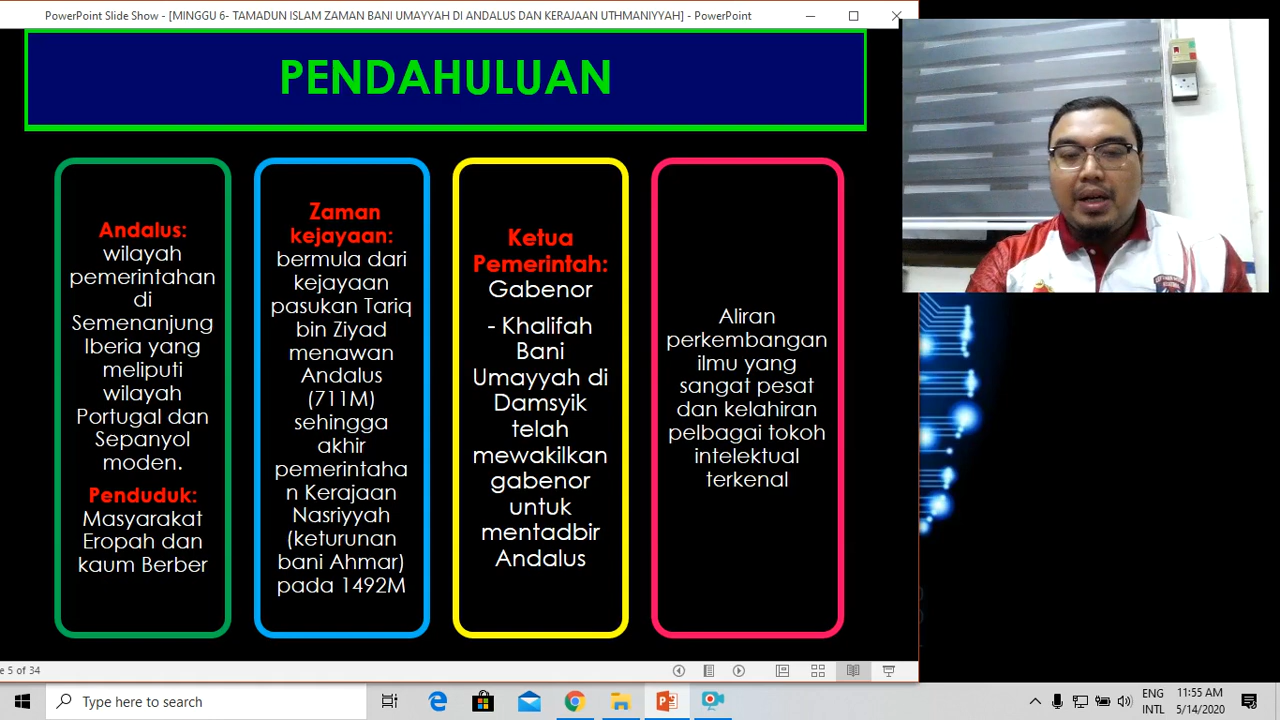 PowerPoint Slide Show - [MINGGU 6- TAMADUN ISLAM ZAMAN BANI UMAYYAH DI ANDALUS DAN KERAJAAN UTHMANIYYAH] - PowerPoint
PENDAHULUAN
Andalus:
wilayah
pemerintahan
di
Semenanjung
Iberia yang
meliputi
wilayah
Portugal dan
Sepanyol
moden.
Penduduk:
Masyarakat
Eropah dan
kaum Berber
Zaman
kejayaan:
bermula dari
kejayaan
pasukan Tariq
bin Ziyad
menawan
Andalus
(711M)
sehingga
akhir
pemerintaha
n Kerajaan
Nasriyyah
(keturunan
bani Ahmar)
pada 1492M
Ketua
Pemerintah:
Gabenor
- Khalifah
Bani
Umayyah di
Damsyik
telah
mewakilkan
gabenor
untuk
mentadbir
Andalus
Aliran
perkembangan
ilmu yang
sangat pesat
dan kelahiran
pelbagai tokoh
intelektual
terkenal
e 5 of 34
Type here to search
ENG
INTL
11:55 AM
5/14/2020